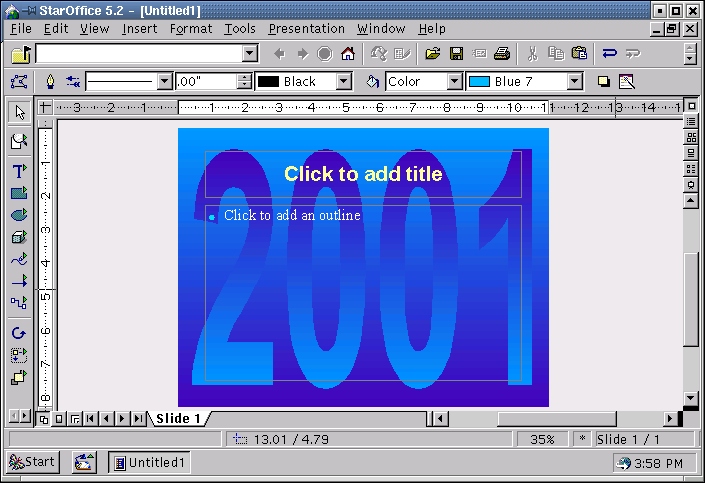 StarOffice 5.2 - [Untitled1]
File Edit View Insert Format Tools Presentation Window Help
.00" Black Color Blue 7
3 2 1 1 2 3 4 5 6 7 8 9 10 11 12 13 14
1
2
3
4
5
6
7
8
2001
Click to add title
Click to add an outline
Slide 1
13.01 / 4.79 35% * Slide 1 / 1
Start Untitled1 3:58 PM